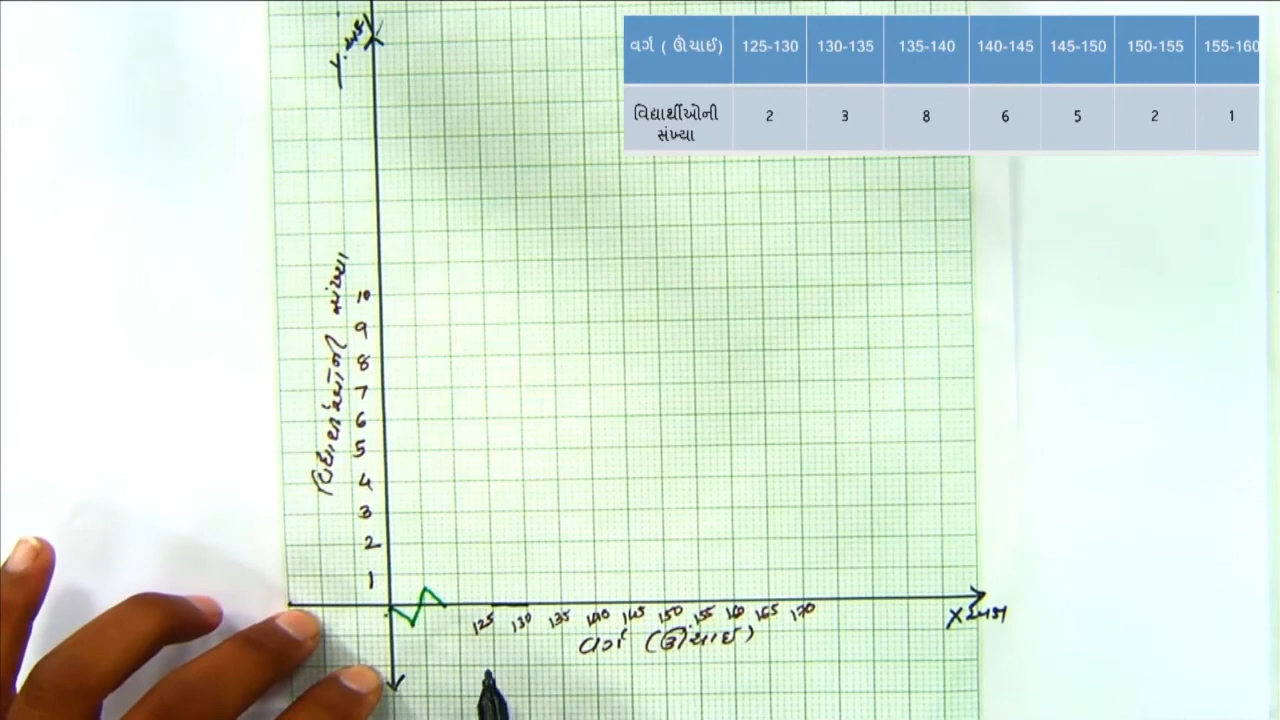 વર્ગ ( ઊંચાઈ) 125-130 130-135 135-140 140-145 145-150 150-155 155-160
વિદ્યાર્થીઓની સંખ્યા 2 3 8 6 5 2 1
વિદ્યાર્થીઓની સંખ્યા
10
9
8
7
6
5
4
3
2
1
125 130 135 140 145 150 155 160 165 170
વર્ગ (ઊંચાઈ)
X અક્ષ